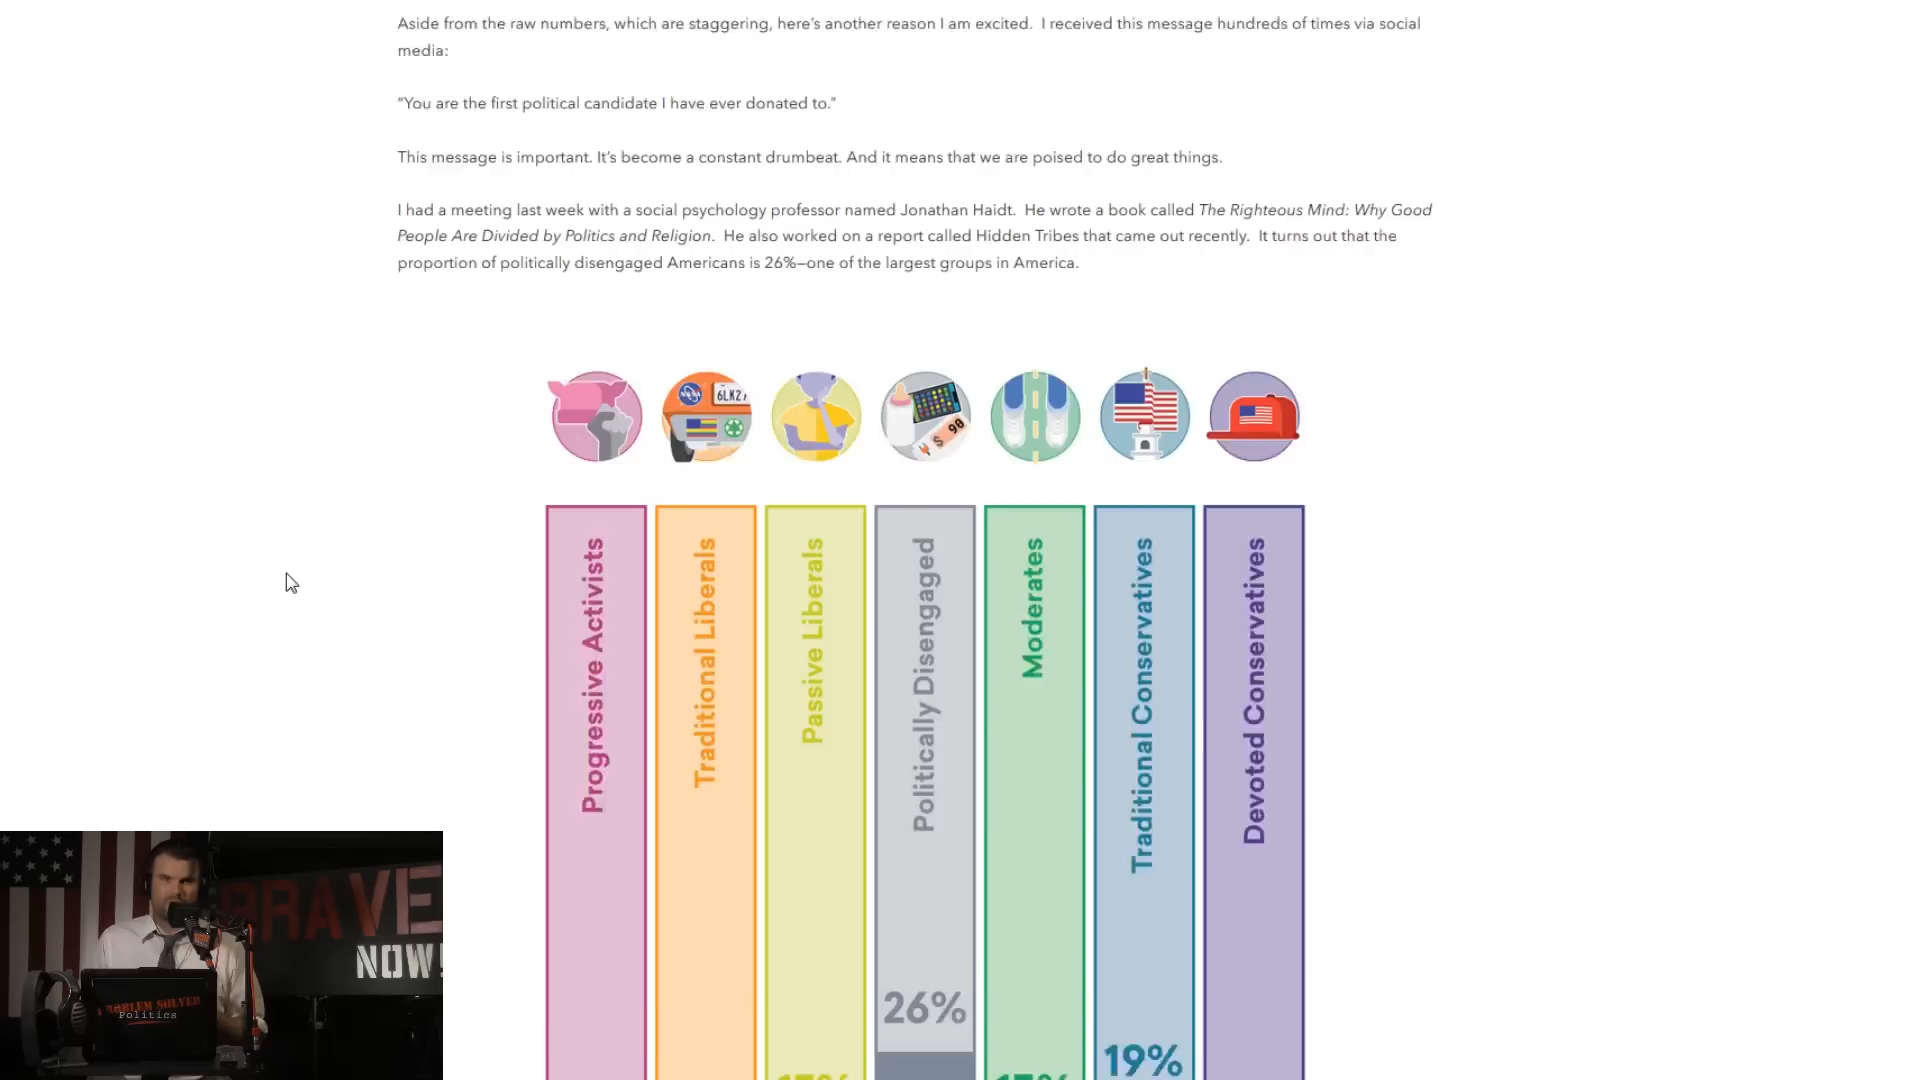 Aside from the raw numbers, which are staggering, here’s another reason I am excited.  I received this message hundreds of times via social
media:
“You are the first political candidate I have ever donated to.”
This message is important. It’s become a constant drumbeat. And it means that we are poised to do great things.
I had a meeting last week with a social psychology professor named Jonathan Haidt.  He wrote a book called The Righteous Mind: Why Good
People Are Divided by Politics and Religion.  He also worked on a report called Hidden Tribes that came out recently.  It turns out that the
proportion of politically disengaged Americans is 26%—one of the largest groups in America.
NASA
6LK27
$ 90
Progressive Activists
Traditional Liberals
Passive Liberals
Politically Disengaged
Moderates
Traditional Conservatives
Devoted Conservatives
26%
19%
BRAVE
NOW!
PROBLEM SOLVER
Politics